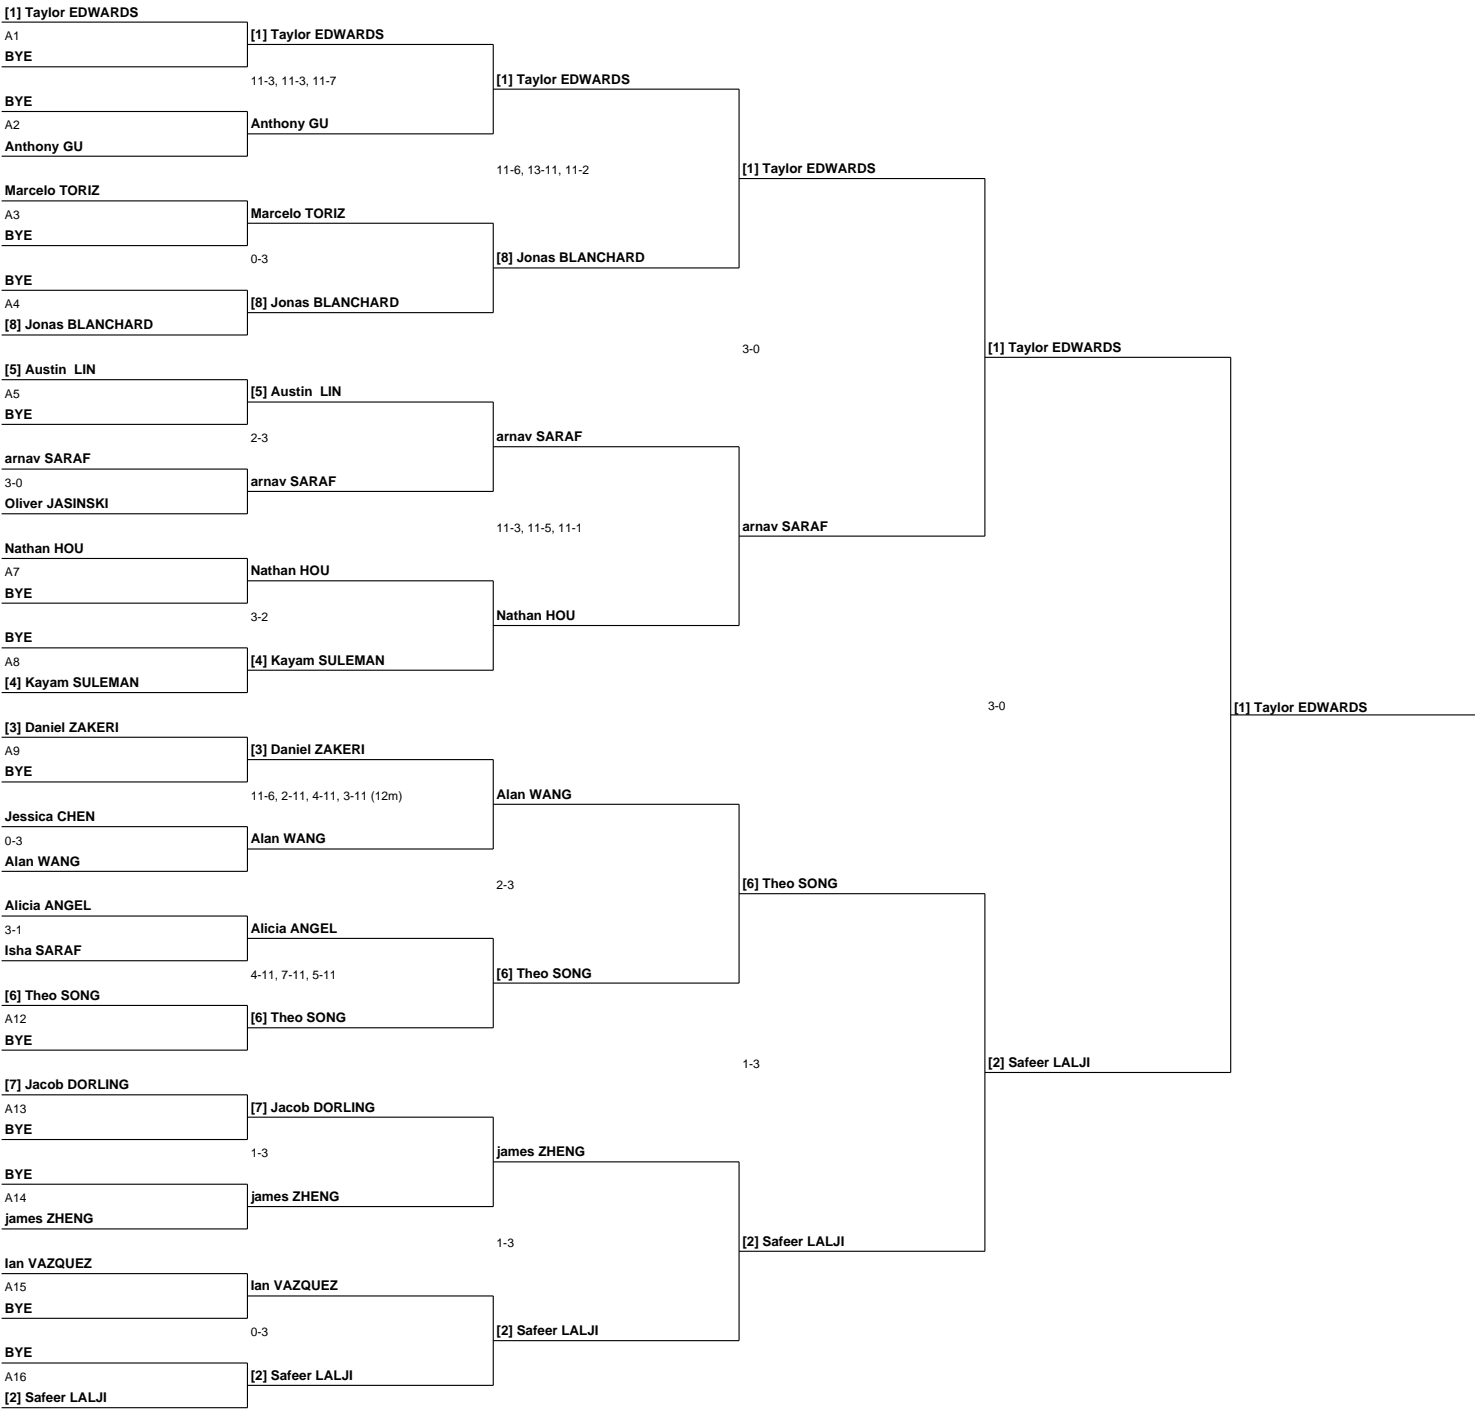 [1] Taylor EDWARDS
A1
BYE
BYE
A2
Anthony GU
Marcelo TORIZ
A3
BYE
BYE
A4
[8] Jonas BLANCHARD
[5] Austin  LIN
A5
BYE
arnav SARAF
3-0
Oliver JASINSKI
Nathan HOU
A7
BYE
BYE
A8
[4] Kayam SULEMAN
[3] Daniel ZAKERI
A9
BYE
Jessica CHEN
0-3
Alan WANG
Alicia ANGEL
3-1
Isha SARAF
[6] Theo SONG
A12
BYE
[7] Jacob DORLING
A13
BYE
BYE
A14
james ZHENG
Ian VAZQUEZ
A15
BYE
BYE
A16
[2] Safeer LALJI
[1] Taylor EDWARDS
11-3, 11-3, 11-7
Anthony GU
Marcelo TORIZ
0-3
[8] Jonas BLANCHARD
[5] Austin  LIN
2-3
arnav SARAF
Nathan HOU
3-2
[4] Kayam SULEMAN
[3] Daniel ZAKERI
11-6, 2-11, 4-11, 3-11 (12m)
Alan WANG
Alicia ANGEL
4-11, 7-11, 5-11
[6] Theo SONG
[7] Jacob DORLING
1-3
james ZHENG
Ian VAZQUEZ
0-3
[2] Safeer LALJI
[1] Taylor EDWARDS
11-6, 13-11, 11-2
[8] Jonas BLANCHARD
arnav SARAF
11-3, 11-5, 11-1
Nathan HOU
Alan WANG
2-3
[6] Theo SONG
james ZHENG
1-3
[2] Safeer LALJI
[1] Taylor EDWARDS
3-0
arnav SARAF
[6] Theo SONG
1-3
[2] Safeer LALJI
[1] Taylor EDWARDS
3-0
[2] Safeer LALJI
[1] Taylor EDWARDS